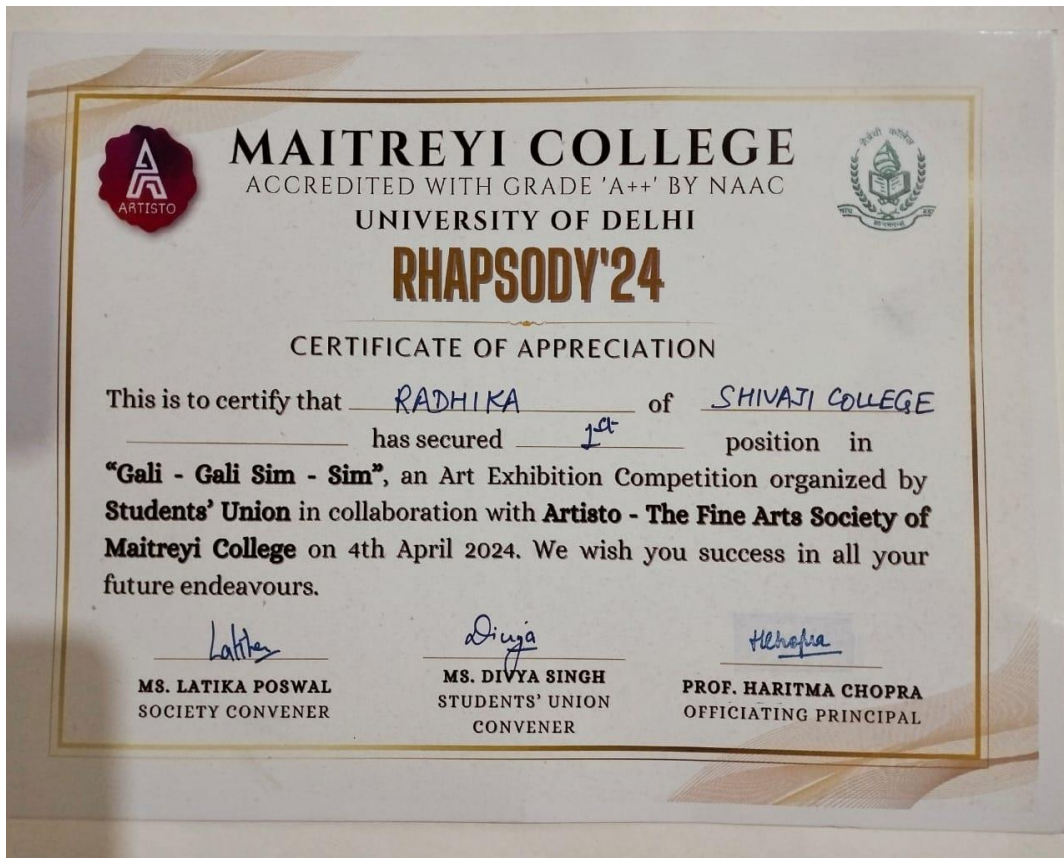 MAITREYI COLLEGE
ARTISTO
ACCREDITED WITH GRADE 'A++' BY NAAC
UNIVERSITY OF DELHI
RHAPSODY'24
CERTIFICATE OF APPRECIATION
This is to certify that RADHIKA of SHIVAJI COLLEGE
has secured 1st position in
“Gali - Gali Sim - Sim”, an Art Exhibition Competition organized by
Students’ Union in collaboration with Artisto - The Fine Arts Society of
Maitreyi College on 4th April 2024. We wish you success in all your
future endeavours.
MS. LATIKA POSWAL
SOCIETY CONVENER
MS. DIVYA SINGH
STUDENTS’ UNION
CONVENER
PROF. HARITMA CHOPRA
OFFICIATING PRINCIPAL